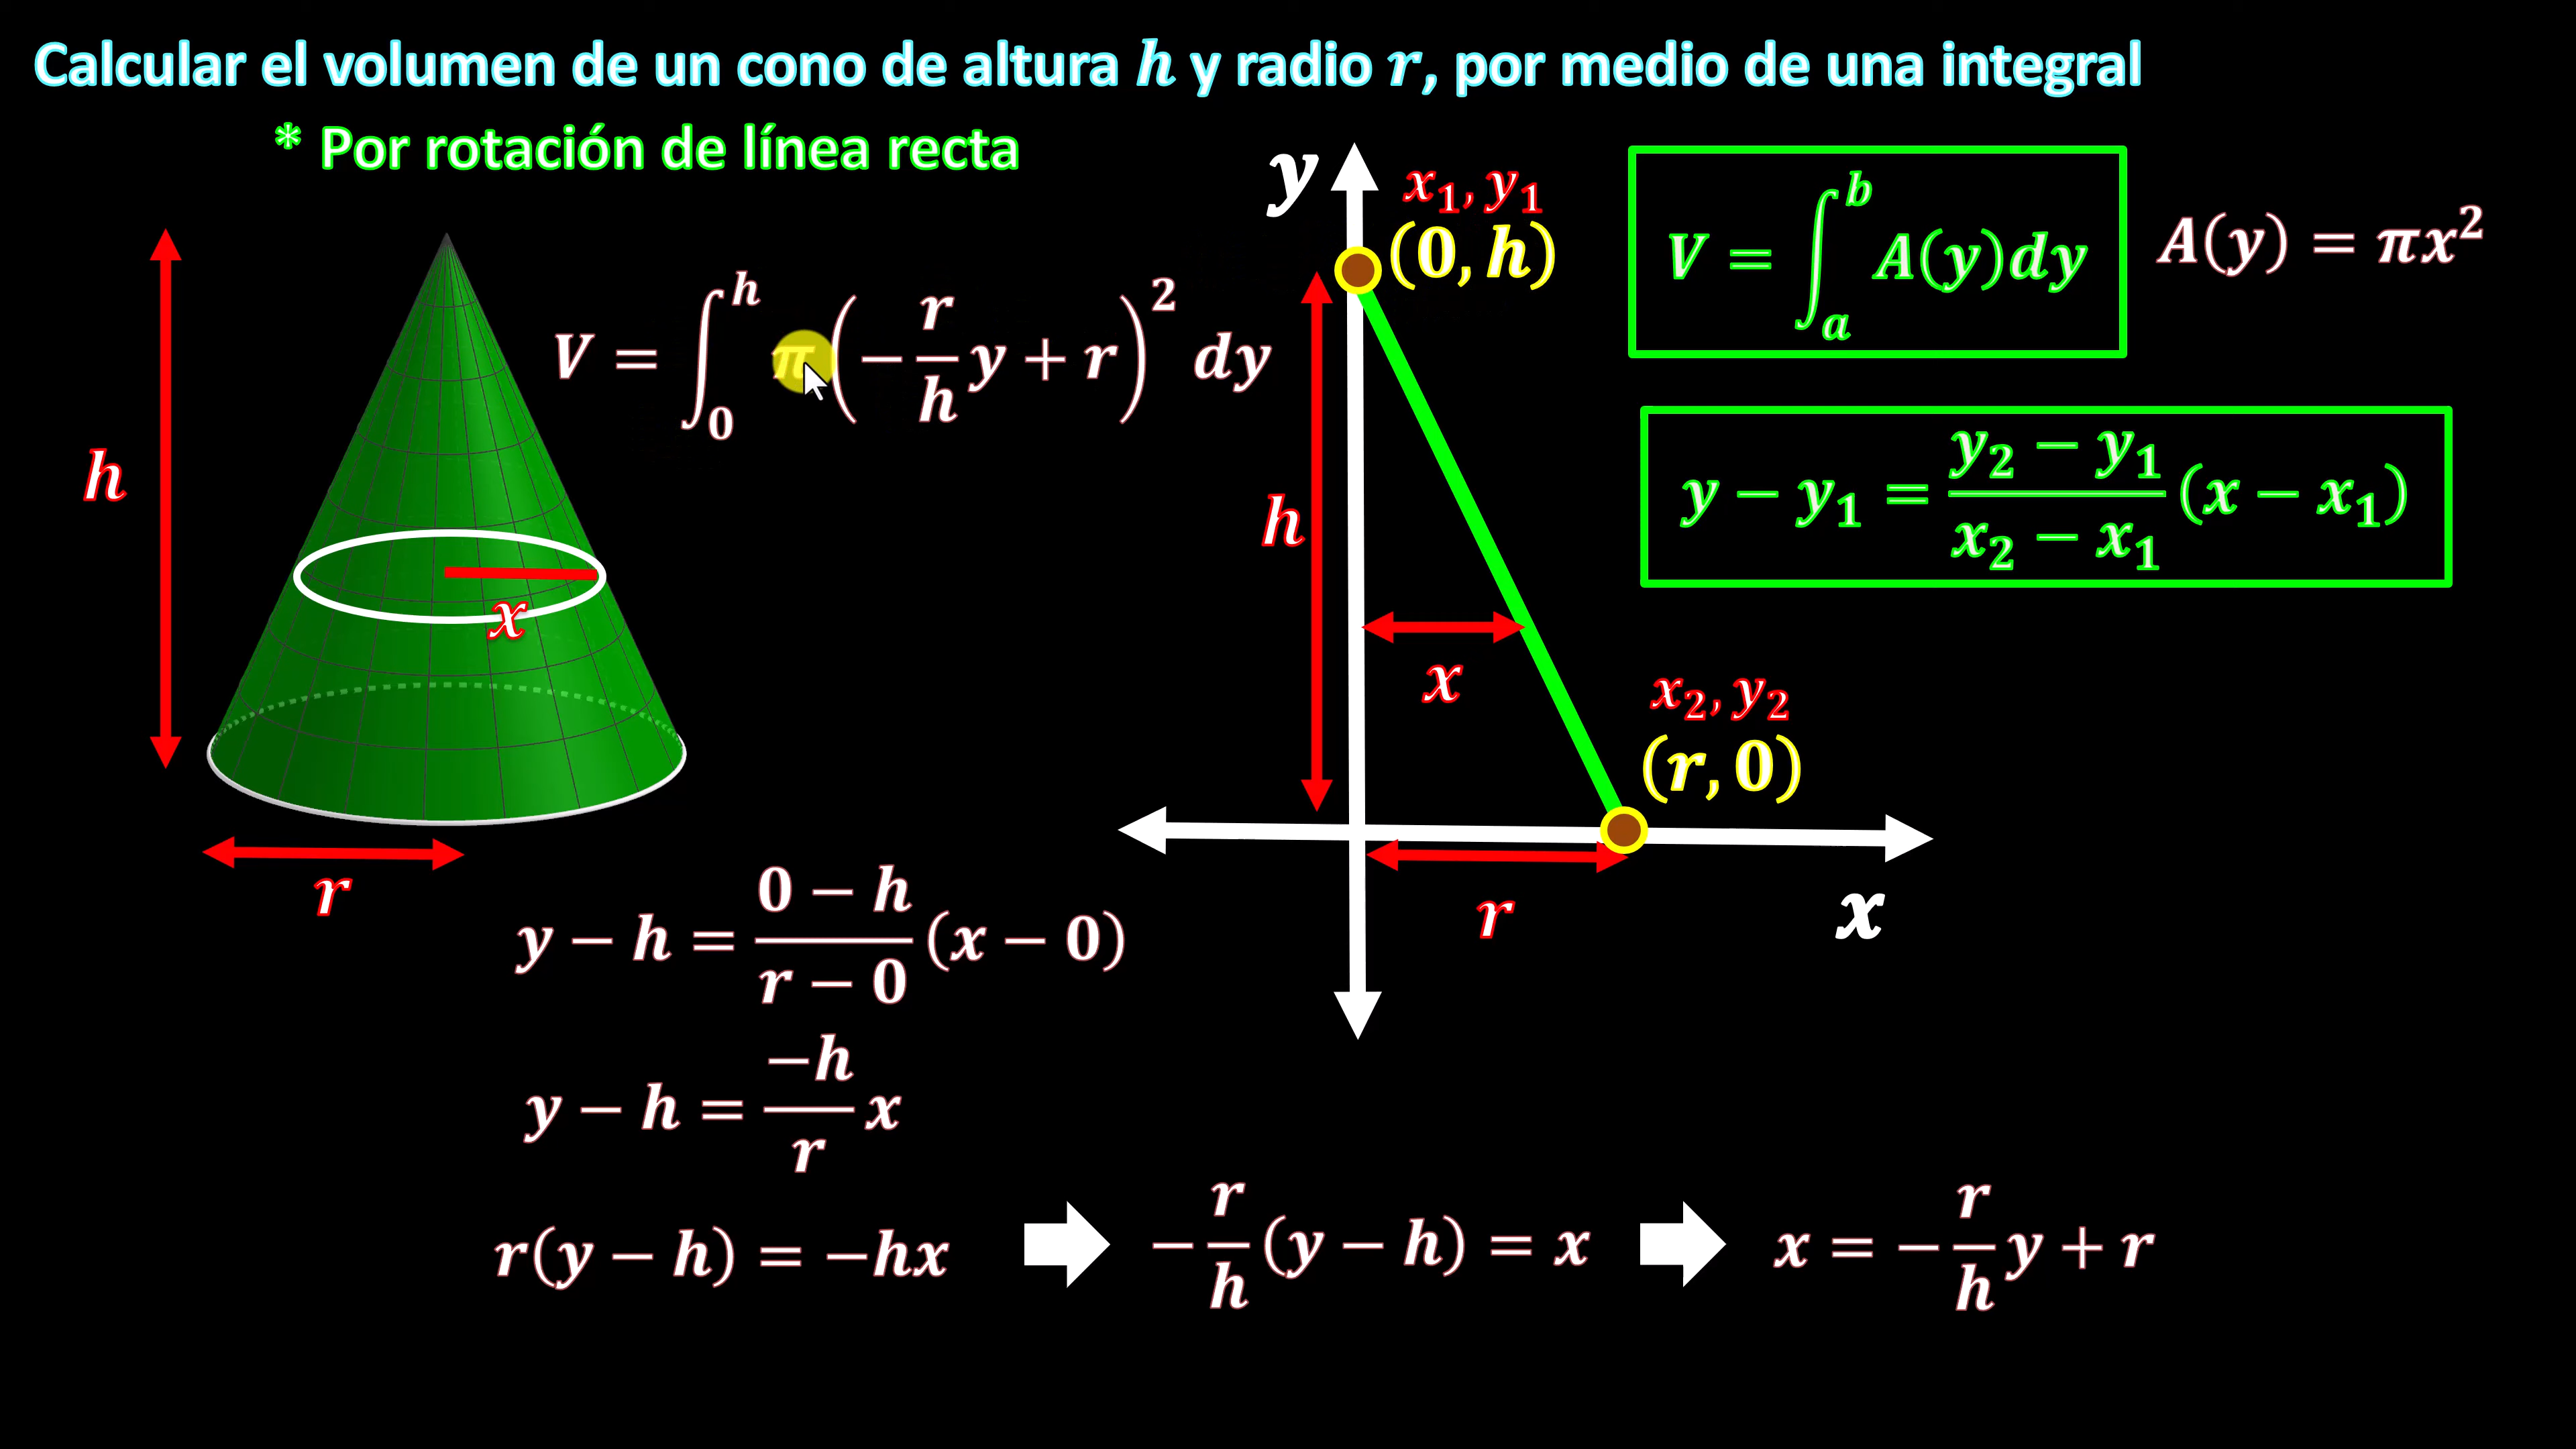 Calcular el volumen de un cono de altura h y radio r, por medio de una integral
* Por rotación de línea recta
y
x₁, y₁
(0, h)
V = ∫ₐᵇ A(y)dy
A(y) = πx²
h
V = ∫₀ʰ π(−r/h y + r)² dy
x
h
y − y₁ = (y₂ − y₁)/(x₂ − x₁) (x − x₁)
x
x₂, y₂
(r, 0)
r
r
x
y − h = (0 − h)/(r − 0) (x − 0)
y − h = −h/r x
r(y − h) = −hx
−r/h (y − h) = x
x = −r/h y + r